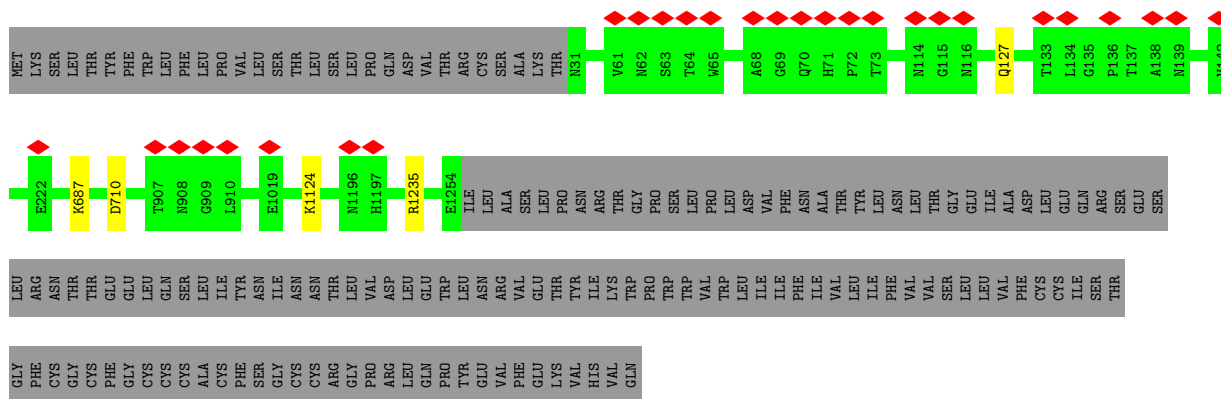 MET LYS SER LEU THR TYR PHE TRP LEU PHE LEU PRO VAL LEU SER THR LEU SER LEU PRO GLN ASP VAL THR ARG CYS SER ALA LYS THR N31 V61 N62 S63 T64 W65 A68 G69 Q70 H71 P72 T73 N114 G115 N116 Q127 T133 L134 G135 P136 T137 A138 N139
E222 K687 D710 T907 N908 G909 L910 E1019 K1124 N1196 H1197 R1235 E1254 ILE LEU ALA SER LEU PRO ASN ARG THR GLY PRO SER LEU PRO LEU ASP VAL PHE ASN ALA THR TYR LEU ASN LEU THR GLY GLU ILE ALA ASP LEU GLU GLN ARG SER GLU SER
LEU ARG ASN THR THR GLU GLU LEU GLN SER LEU ILE TYR ASN ILE ASN ASN THR LEU VAL ASP LEU GLU TRP LEU ASN ARG VAL GLU THR TYR ILE LYS TRP PRO TRP TRP VAL TRP LEU ILE ILE PHE ILE VAL LEU ILE PHE VAL VAL SER LEU LEU VAL PHE CYS CYS ILE SER THR
GLY PHE CYS GLY CYS PHE GLY CYS CYS CYS ALA CYS PHE SER GLY CYS CYS ARG GLY PRO ARG LEU GLN PRO TYR GLU VAL PHE GLU LYS VAL HIS VAL GLN